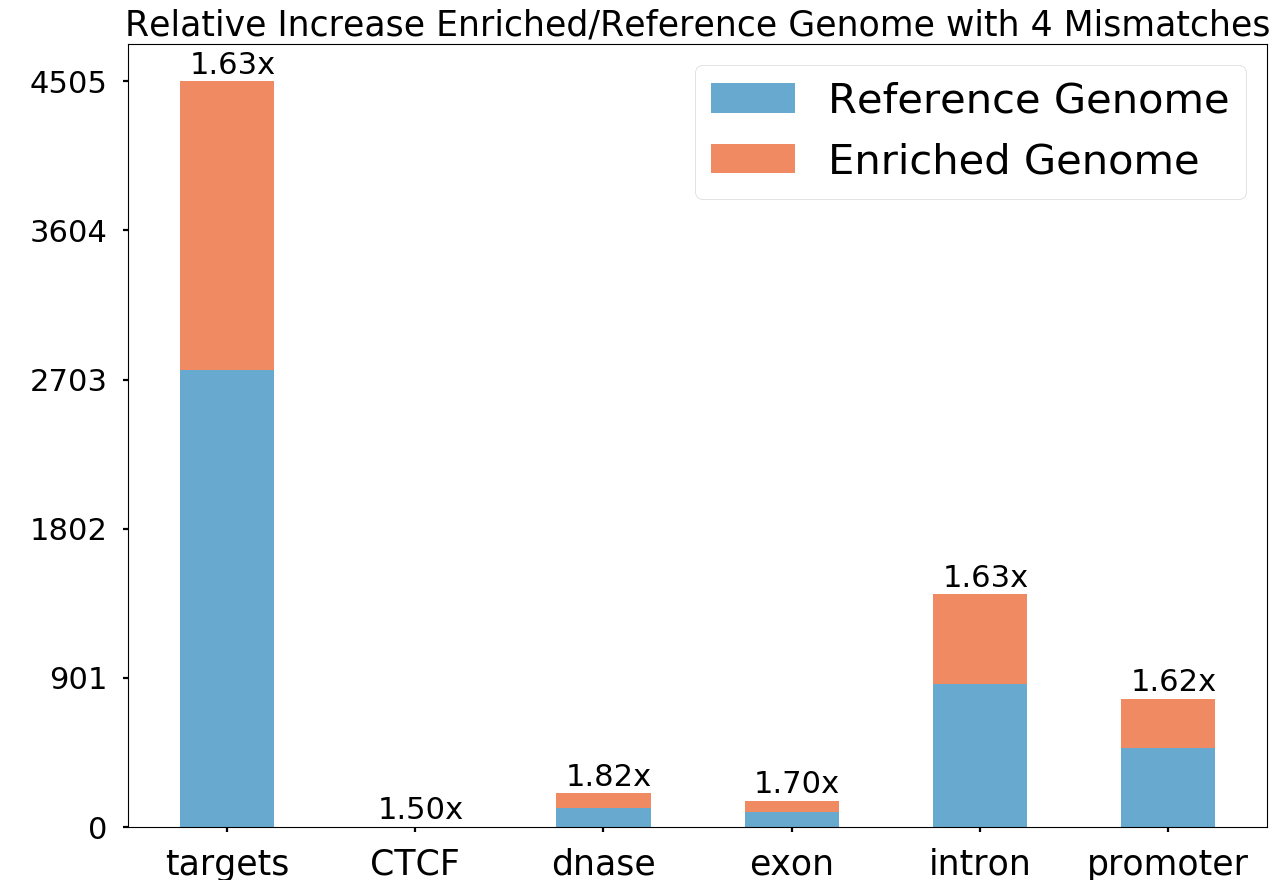 Relative Increase Enriched/Reference Genome with 4 Mismatches
1.63x
4505
Reference Genome
Enriched Genome
3604
2703
1802
1.63x
901
1.62x
1.82x
1.70x
1.50x
0
targets CTCF dnase exon intron promoter